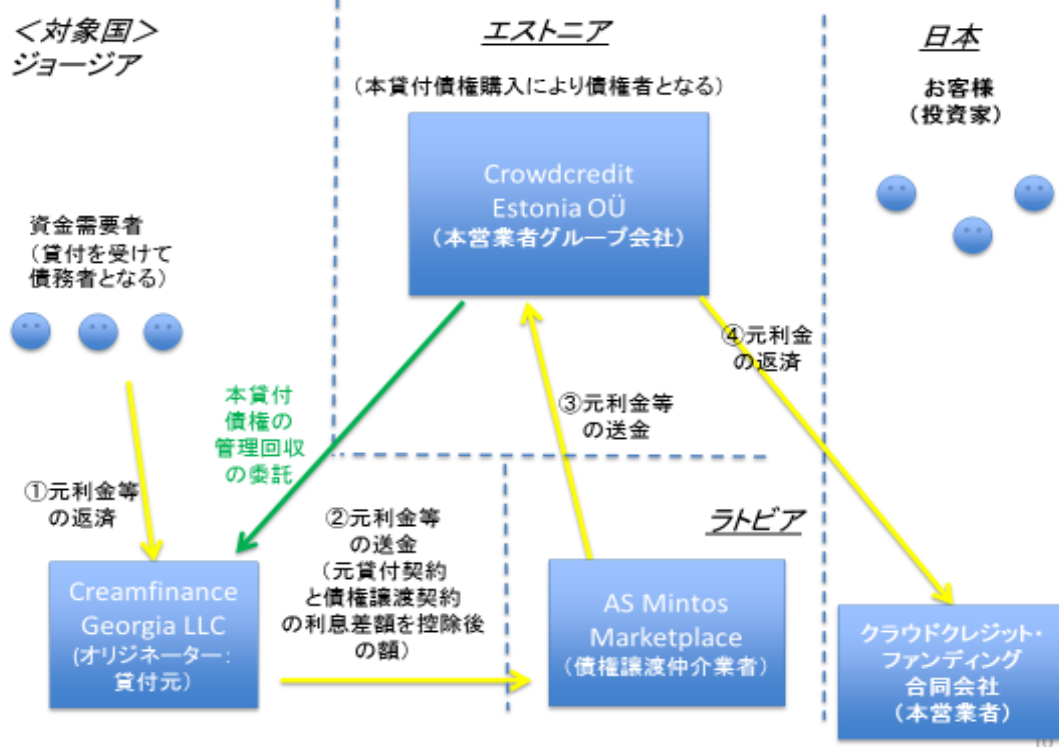 <対象国>
ジョージア
エストニア
(本貸付債権購入により債権者となる)
日本
お客様
(投資家)
Crowdcredit
Estonia OÜ
(本営業者グループ会社)
資金需要者
(貸付を受けて
債務者となる)
①元利金等
の返済
本貸付
債権の
管理回収
の委託
②元利金等
の送金
(元貸付契約
と債権譲渡契約
の利息差額を控除後
の額)
③元利金等
の送金
④元利金
の返済
ラトビア
Creamfinance
Georgia LLC
(オリジネーター:
貸付元)
AS Mintos
Marketplace
(債権譲渡仲介業者)
クラウドクレジット・
ファンディング
合同会社
(本営業者)